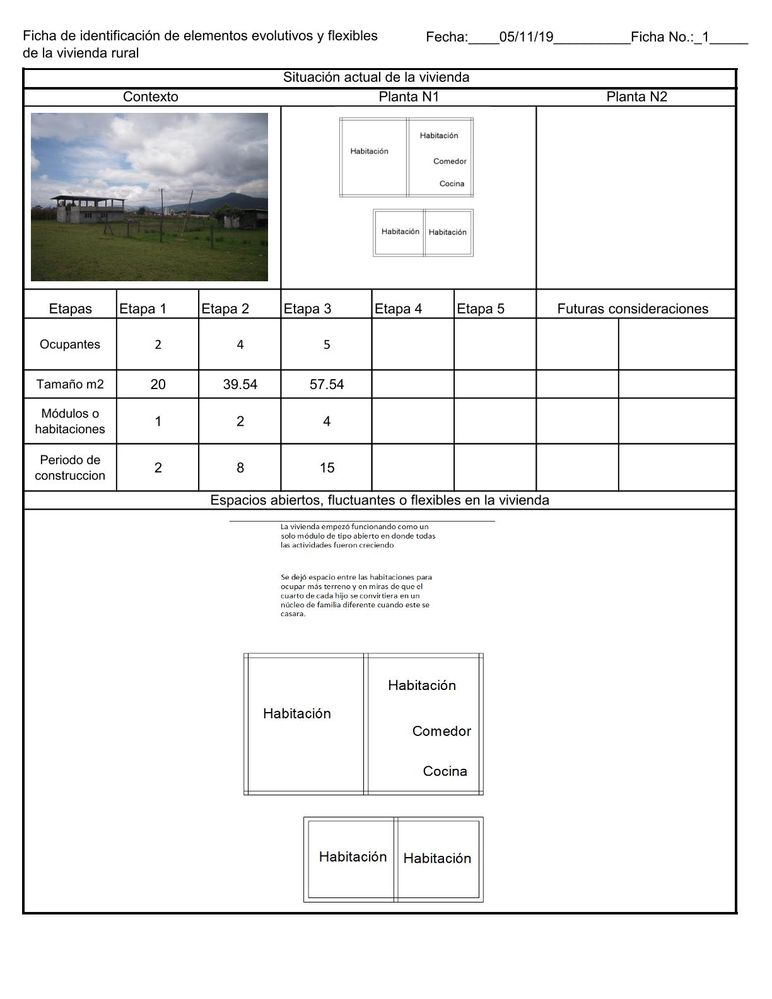 Ficha de identificación de elementos evolutivos y flexibles
de la vivienda rural
Fecha:____05/11/19__________Ficha No.:_1_____
Situación actual de la vivienda
Contexto Planta N1 Planta N2
Habitación
Habitación
Comedor
Cocina
Habitación Habitación
Etapas Etapa 1 Etapa 2 Etapa 3 Etapa 4 Etapa 5 Futuras consideraciones
Ocupantes 2 4 5
Tamaño m2 20 39.54 57.54
Módulos o
habitaciones 1 2 4
Periodo de
construccion 2 8 15
Espacios abiertos, fluctuantes o flexibles en la vivienda
La vivienda empezó funcionando como un
solo módulo de tipo abierto en donde todas
las actividades fueron creciendo
Se dejó espacio entre las habitaciones para
ocupar más terreno y en miras de que el
cuarto de cada hijo se convirtiera en un
núcleo de familia diferente cuando este se
casara.
Habitación
Habitación
Comedor
Cocina
Habitación Habitación